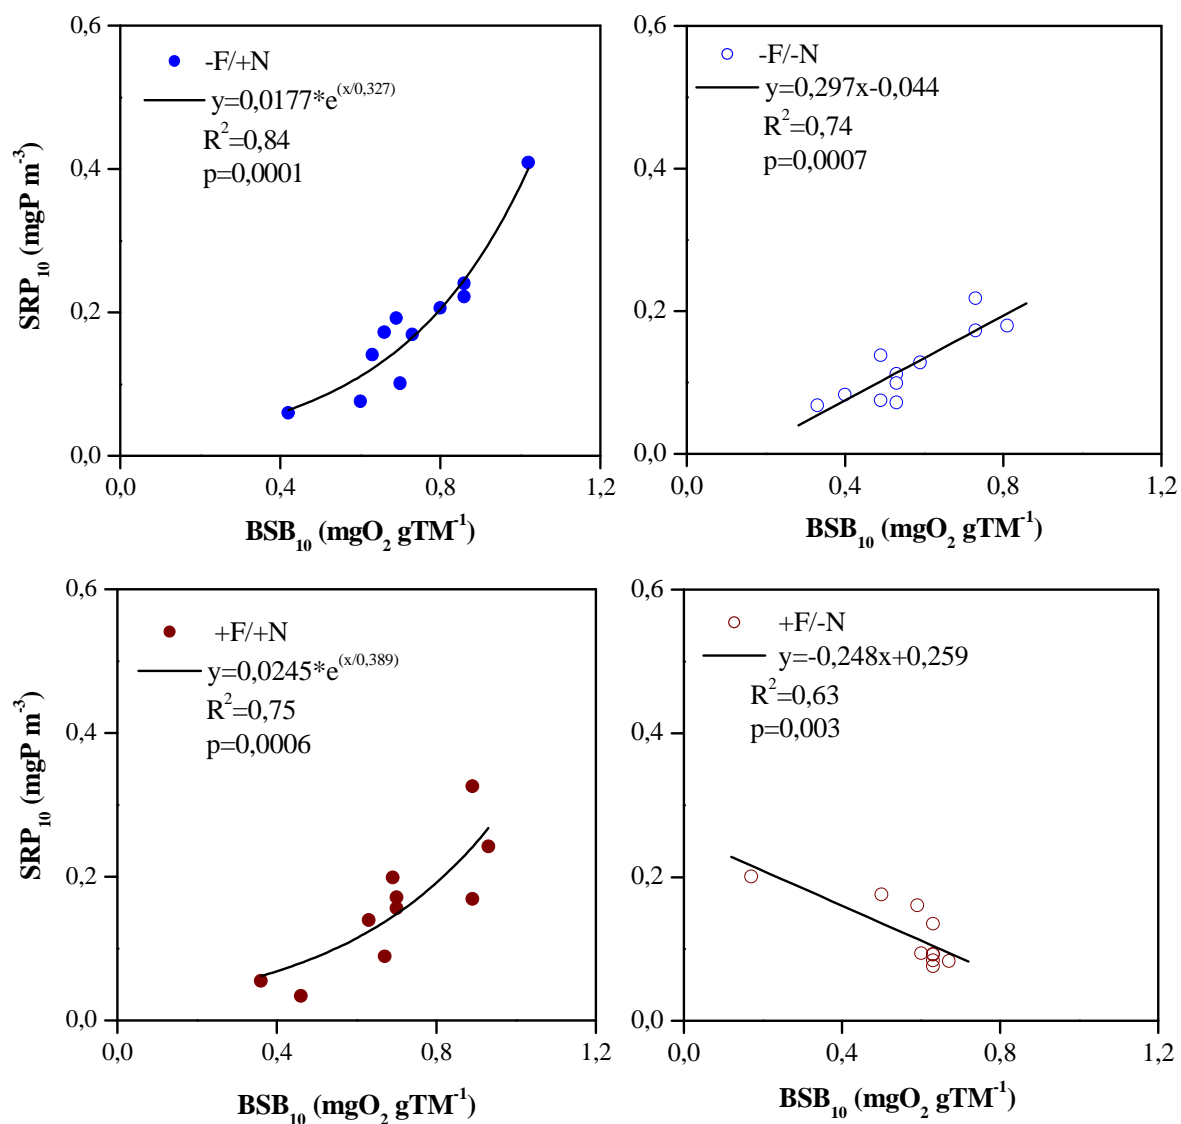 0,6
-F/+N
y=0,0177*e^(x/0,327)
R²=0,84
p=0,0001
0,4
0,2
0,0
SRP₁₀ (mgP m⁻³)
0,0 0,4 0,8 1,2
BSB₁₀ (mgO₂ gTM⁻¹)
0,6
-F/-N
y=0,297x-0,044
R²=0,74
p=0,0007
0,4
0,2
0,0
0,0 0,4 0,8 1,2
BSB₁₀ (mgO₂ gTM⁻¹)
0,6
+F/+N
y=0,0245*e^(x/0,389)
R²=0,75
p=0,0006
0,4
0,2
0,0
SRP₁₀ (mgP m⁻³)
0,0 0,4 0,8 1,2
BSB₁₀ (mgO₂ gTM⁻¹)
0,6
+F/-N
y=-0,248x+0,259
R²=0,63
p=0,003
0,4
0,2
0,0
0,0 0,4 0,8 1,2
BSB₁₀ (mgO₂ gTM⁻¹)